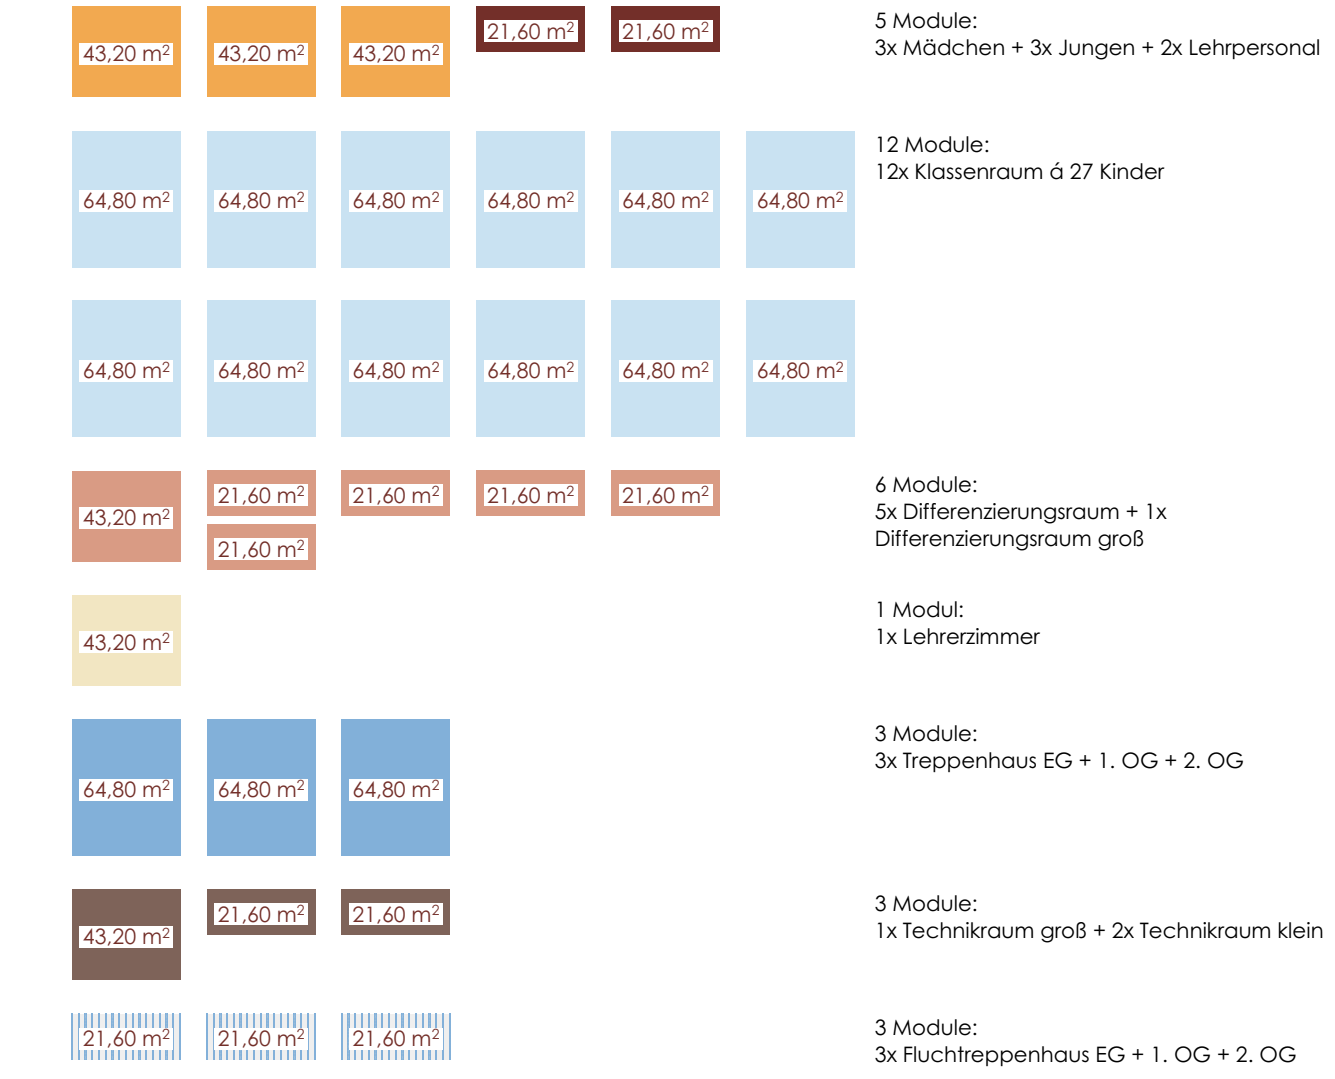 43,20 m² 43,20 m² 43,20 m² 21,60 m² 21,60 m²
5 Module:
3x Mädchen + 3x Jungen + 2x Lehrpersonal
64,80 m² 64,80 m² 64,80 m² 64,80 m² 64,80 m² 64,80 m²
12 Module:
12x Klassenraum á 27 Kinder
64,80 m² 64,80 m² 64,80 m² 64,80 m² 64,80 m² 64,80 m²
43,20 m² 21,60 m² 21,60 m² 21,60 m² 21,60 m²
21,60 m²
6 Module:
5x Differenzierungsraum + 1x
Differenzierungsraum groß
43,20 m²
1 Modul:
1x Lehrerzimmer
64,80 m² 64,80 m² 64,80 m²
3 Module:
3x Treppenhaus EG + 1. OG + 2. OG
43,20 m² 21,60 m² 21,60 m²
3 Module:
1x Technikraum groß + 2x Technikraum klein
21,60 m² 21,60 m² 21,60 m²
3 Module:
3x Fluchtreppenhaus EG + 1. OG + 2. OG